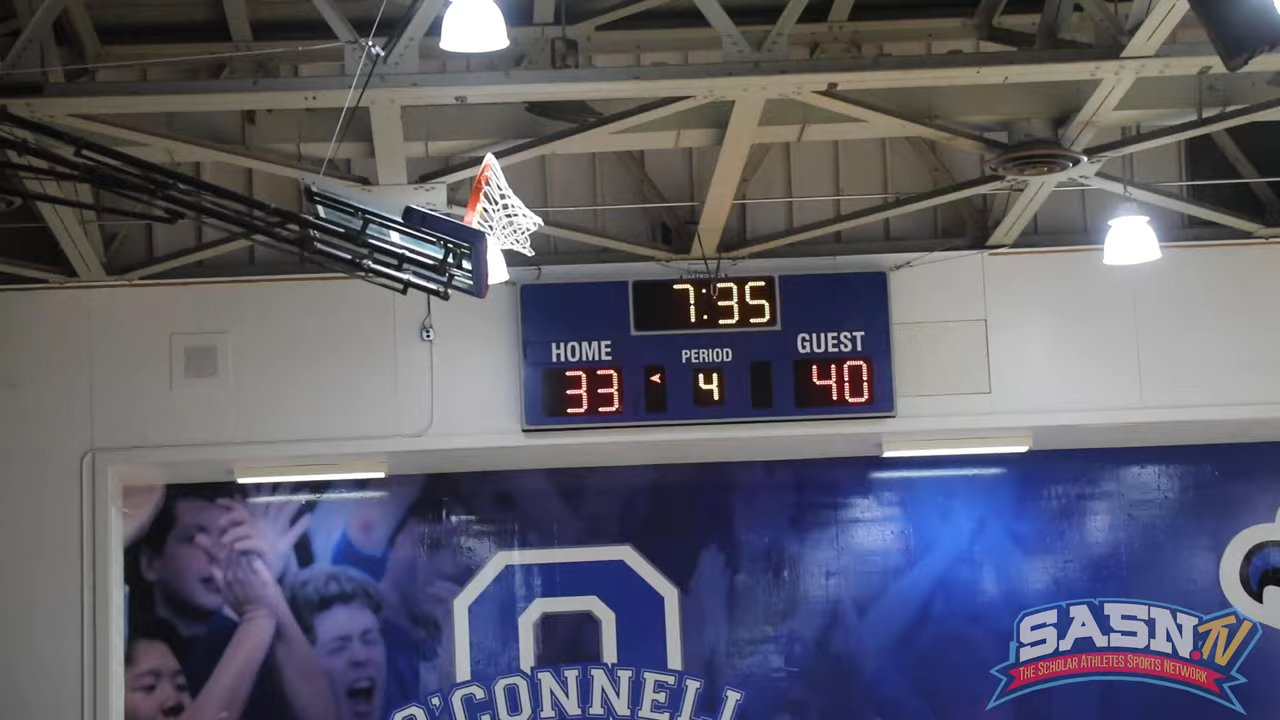 7:35
HOME
PERIOD
GUEST
33
<
4
40
O
O'CONNELL
SASN.TV
THE SCHOLAR ATHLETES SPORTS NETWORK